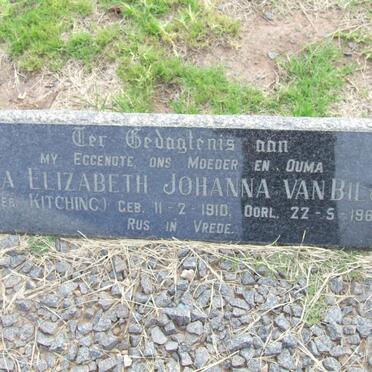 Ter Gedagtenis aan
MY EGGENOTE, ONS MOEDER EN OUMA
ELIZABETH JOHANNA VAN
KITCHING) GEB. 11-2-1910. OORL. 22-5-
RUS IN VREDE.